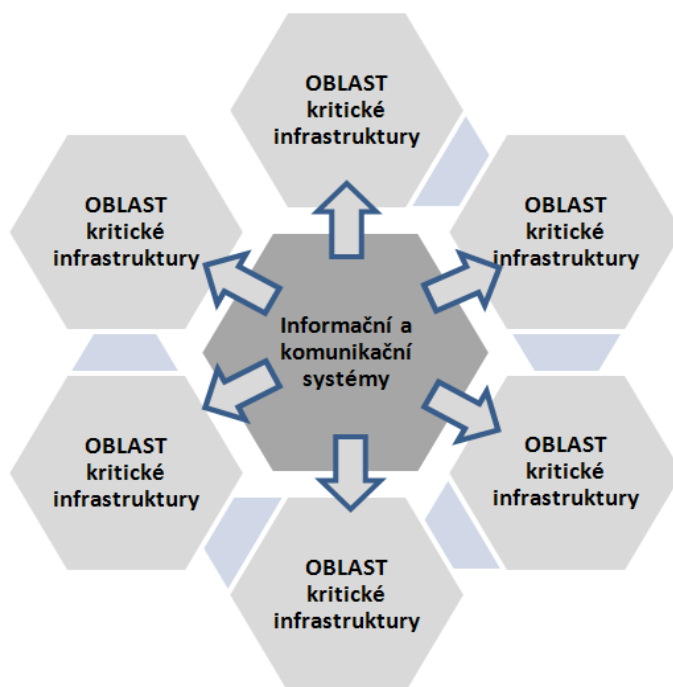 OBLAST
kritické
infrastruktury
OBLAST
kritické
infrastruktury
OBLAST
kritické
infrastruktury
Informační a
komunikační
systémy
OBLAST
kritické
infrastruktury
OBLAST
kritické
infrastruktury
OBLAST
kritické
infrastruktury